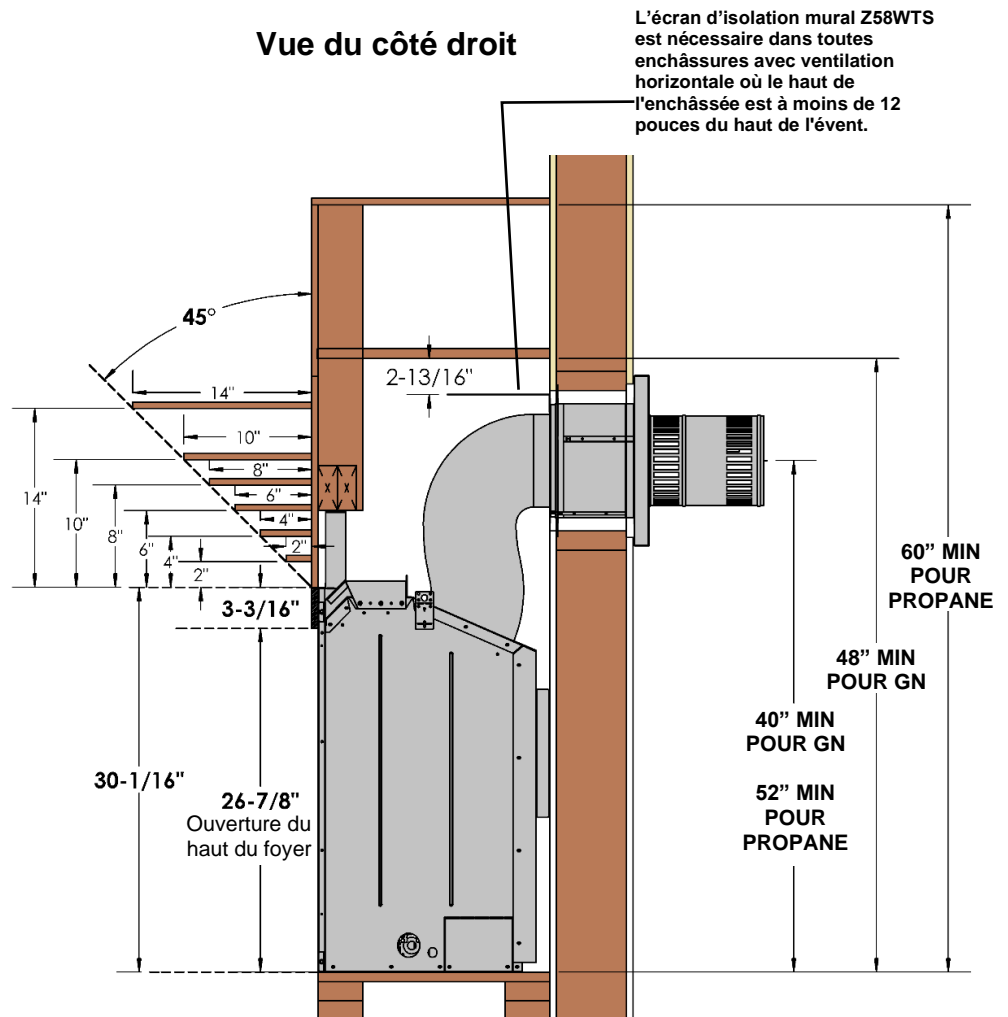 L'écran d'isolation mural Z58WTS
est nécessaire dans toutes
enchâssures avec ventilation
horizontale où le haut de
l'enchâssée est à moins de 12
pouces du haut de l'évent.
Vue du côté droit
45°
2-13/16"
14"
10"
8"
6"
4"
2"
14"
10"
8"
6"
4"
2"
x
x
3-3/16"
30-1/16"
26-7/8"
Ouverture du
haut du foyer
60” MIN
POUR
PROPANE
48” MIN
POUR GN
40” MIN
POUR GN
52” MIN
POUR
PROPANE